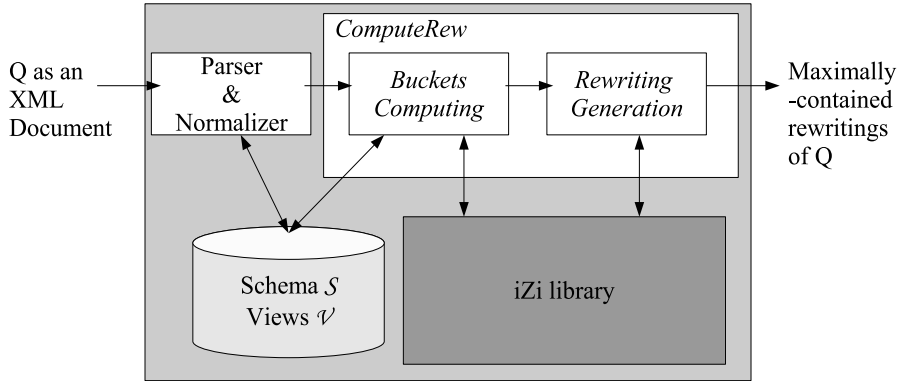 ComputeRew
Q as an
XML
Document
Parser
&
Normalizer
Buckets
Computing
Rewriting
Generation
Maximally
-contained
rewritings
of Q
Schema 𝒮
Views 𝒱
iZi library